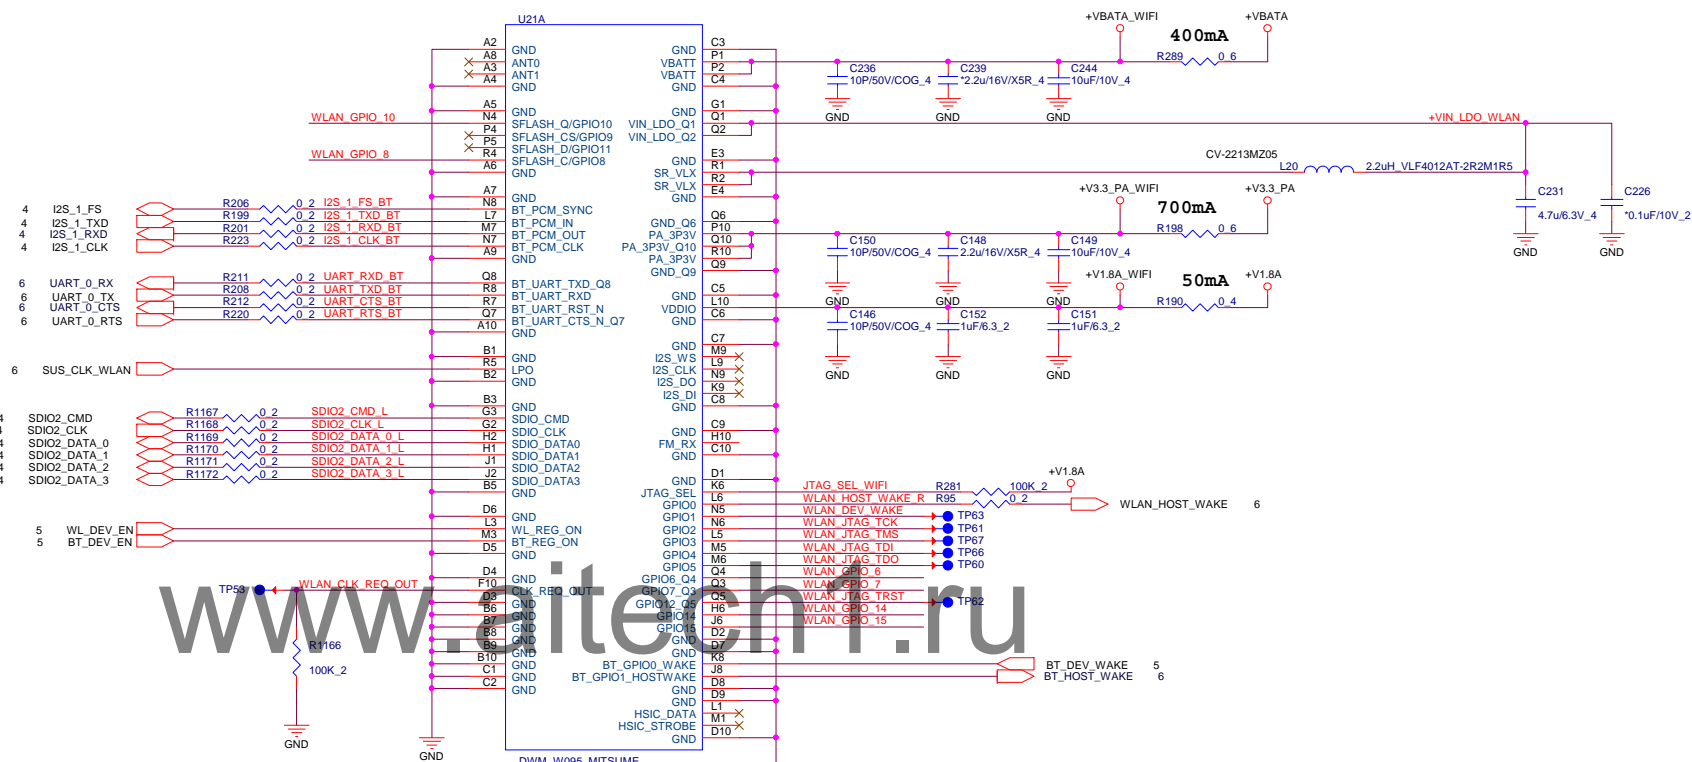 U21A
A2 GND
A8 ANT0
A3 ANT1
A4 GND
A5 GND
WLAN_GPIO_10 N4 SFLASH_Q/GPIO10
P4 SFLASH_CS/GPIO9
P5 SFLASH_D/GPIO11
WLAN_GPIO_8 R4 SFLASH_C/GPIO8
A6 GND
A7 GND
4 I2S_1_FS R206 0_2 I2S_1_FS_BT N8 BT_PCM_SYNC
4 I2S_1_TXD R199 0_2 I2S_1_TXD_BT L7 BT_PCM_IN
4 I2S_1_RXD R201 0_2 I2S_1_RXD_BT M7 BT_PCM_OUT
4 I2S_1_CLK R223 0_2 I2S_1_CLK_BT N7 BT_PCM_CLK
A9 GND
6 UART_0_RX R211 0_2 UART_RXD_BT Q8 BT_UART_TXD_Q8
6 UART_0_TX R208 0_2 UART_TXD_BT R8 BT_UART_RXD
6 UART_0_CTS R212 0_2 UART_CTS_BT R7 BT_UART_RST_N
6 UART_0_RTS R220 0_2 UART_RTS_BT Q7 BT_UART_CTS_N_Q7
A10 GND
B1 GND
6 SUS_CLK_WLAN R5 LPO
B2 GND
B3 GND
4 SDIO2_CMD R1167 0_2 SDIO2_CMD_L G3 SDIO_CMD
4 SDIO2_CLK R1168 0_2 SDIO2_CLK_L G2 SDIO_CLK
4 SDIO2_DATA_0 R1169 0_2 SDIO2_DATA_0_L H2 SDIO_DATA0
4 SDIO2_DATA_1 R1170 0_2 SDIO2_DATA_1_L H1 SDIO_DATA1
4 SDIO2_DATA_2 R1171 0_2 SDIO2_DATA_2_L J1 SDIO_DATA2
4 SDIO2_DATA_3 R1172 0_2 SDIO2_DATA_3_L J2 SDIO_DATA3
B5 GND
D6 GND
5 WL_DEV_EN L3 WL_REG_ON
5 BT_DEV_EN M3 BT_REG_ON
D5 GND
D4 GND
TP53 WLAN_CLK_REQ_OUT F10 CLK_REQ_OUT
D3 GND
B6 GND
B7 GND
B8 GND
B9 GND
B10 GND
C1 GND
C2 GND
R1166
100K_2
GND
GND
C3 GND
P1 VBATT
P2 VBATT
C4 GND
G1 GND
Q1 VIN_LDO_Q1
Q2 VIN_LDO_Q2
E3 GND
R1 SR_VLX
R2 SR_VLX
E4 GND
Q6 GND_Q6
P10 PA_3P3V
Q10 PA_3P3V_Q10
R10 PA_3P3V
Q9 GND_Q9
C5 GND
L10 VDDIO
C6 GND
C7 GND
M9 I2S_WS
L9 I2S_CLK
N9 I2S_DO
K9 I2S_DI
C8 GND
C9 GND
H10 FM_RX
C10 GND
D1 GND
K6 JTAG_SEL JTAG_SEL_WIFI R281 100K_2 +V1.8A
L6 GPIO0 WLAN_HOST_WAKE_R R95 0_2 WLAN_HOST_WAKE 6
N5 GPIO1 WLAN_DEV_WAKE TP63
N6 GPIO2 WLAN_JTAG_TCK TP61
L5 GPIO3 WLAN_JTAG_TMS TP67
M5 GPIO4 WLAN_JTAG_TDI TP66
M6 GPIO5 WLAN_JTAG_TDO TP60
Q4 GPIO6_Q4 WLAN_GPIO_6
Q3 GPIO7_Q3 WLAN_GPIO_7
Q5 GPIO12_Q5 WLAN_JTAG_TRST TP62
H6 GPIO14 WLAN_GPIO_14
J6 GPIO15 WLAN_GPIO_15
D2 GND
D7 GND
K8 BT_GPIO0_WAKE BT_DEV_WAKE 5
J8 BT_GPIO1_HOSTWAKE BT_HOST_WAKE 6
D8 GND
D9 GND
L1 HSIC_DATA
M1 HSIC_STROBE
D10 GND
DWM_W095_MITSUME
+VBATA_WIFI +VBATA
400mA
R289 0_6
C236 C239 C244
10P/50V/COG_4 *2.2u/16V/X5R_4 10uF/10V_4
GND GND GND
+VIN_LDO_WLAN
CV-2213MZ05
L20 2.2uH_VLF4012AT-2R2M1R5
C231 C226
4.7u/6.3V_4 *0.1uF/10V_2
GND GND
+V3.3_PA_WIFI +V3.3_PA
700mA
R198 0_6
C150 C148 C149
10P/50V/COG_4 2.2u/16V/X5R_4 10uF/10V_4
GND GND GND
+V1.8A_WIFI +V1.8A
50mA
R190 0_4
C146 C152 C151
10P/50V/COG_4 1uF/6.3_2 1uF/6.3_2
GND GND GND
www.aitech1.ru